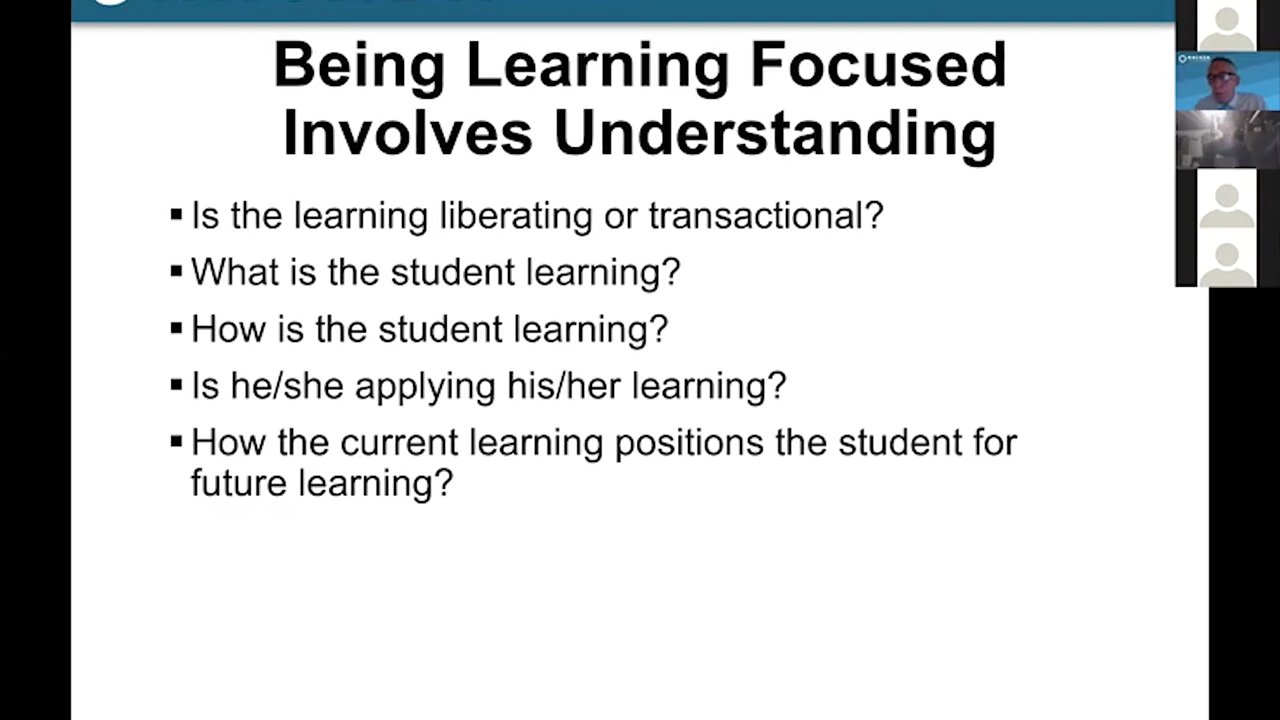 Being Learning Focused
Involves Understanding
▪ Is the learning liberating or transactional?
▪ What is the student learning?
▪ How is the student learning?
▪ Is he/she applying his/her learning?
▪ How the current learning positions the student for
future learning?